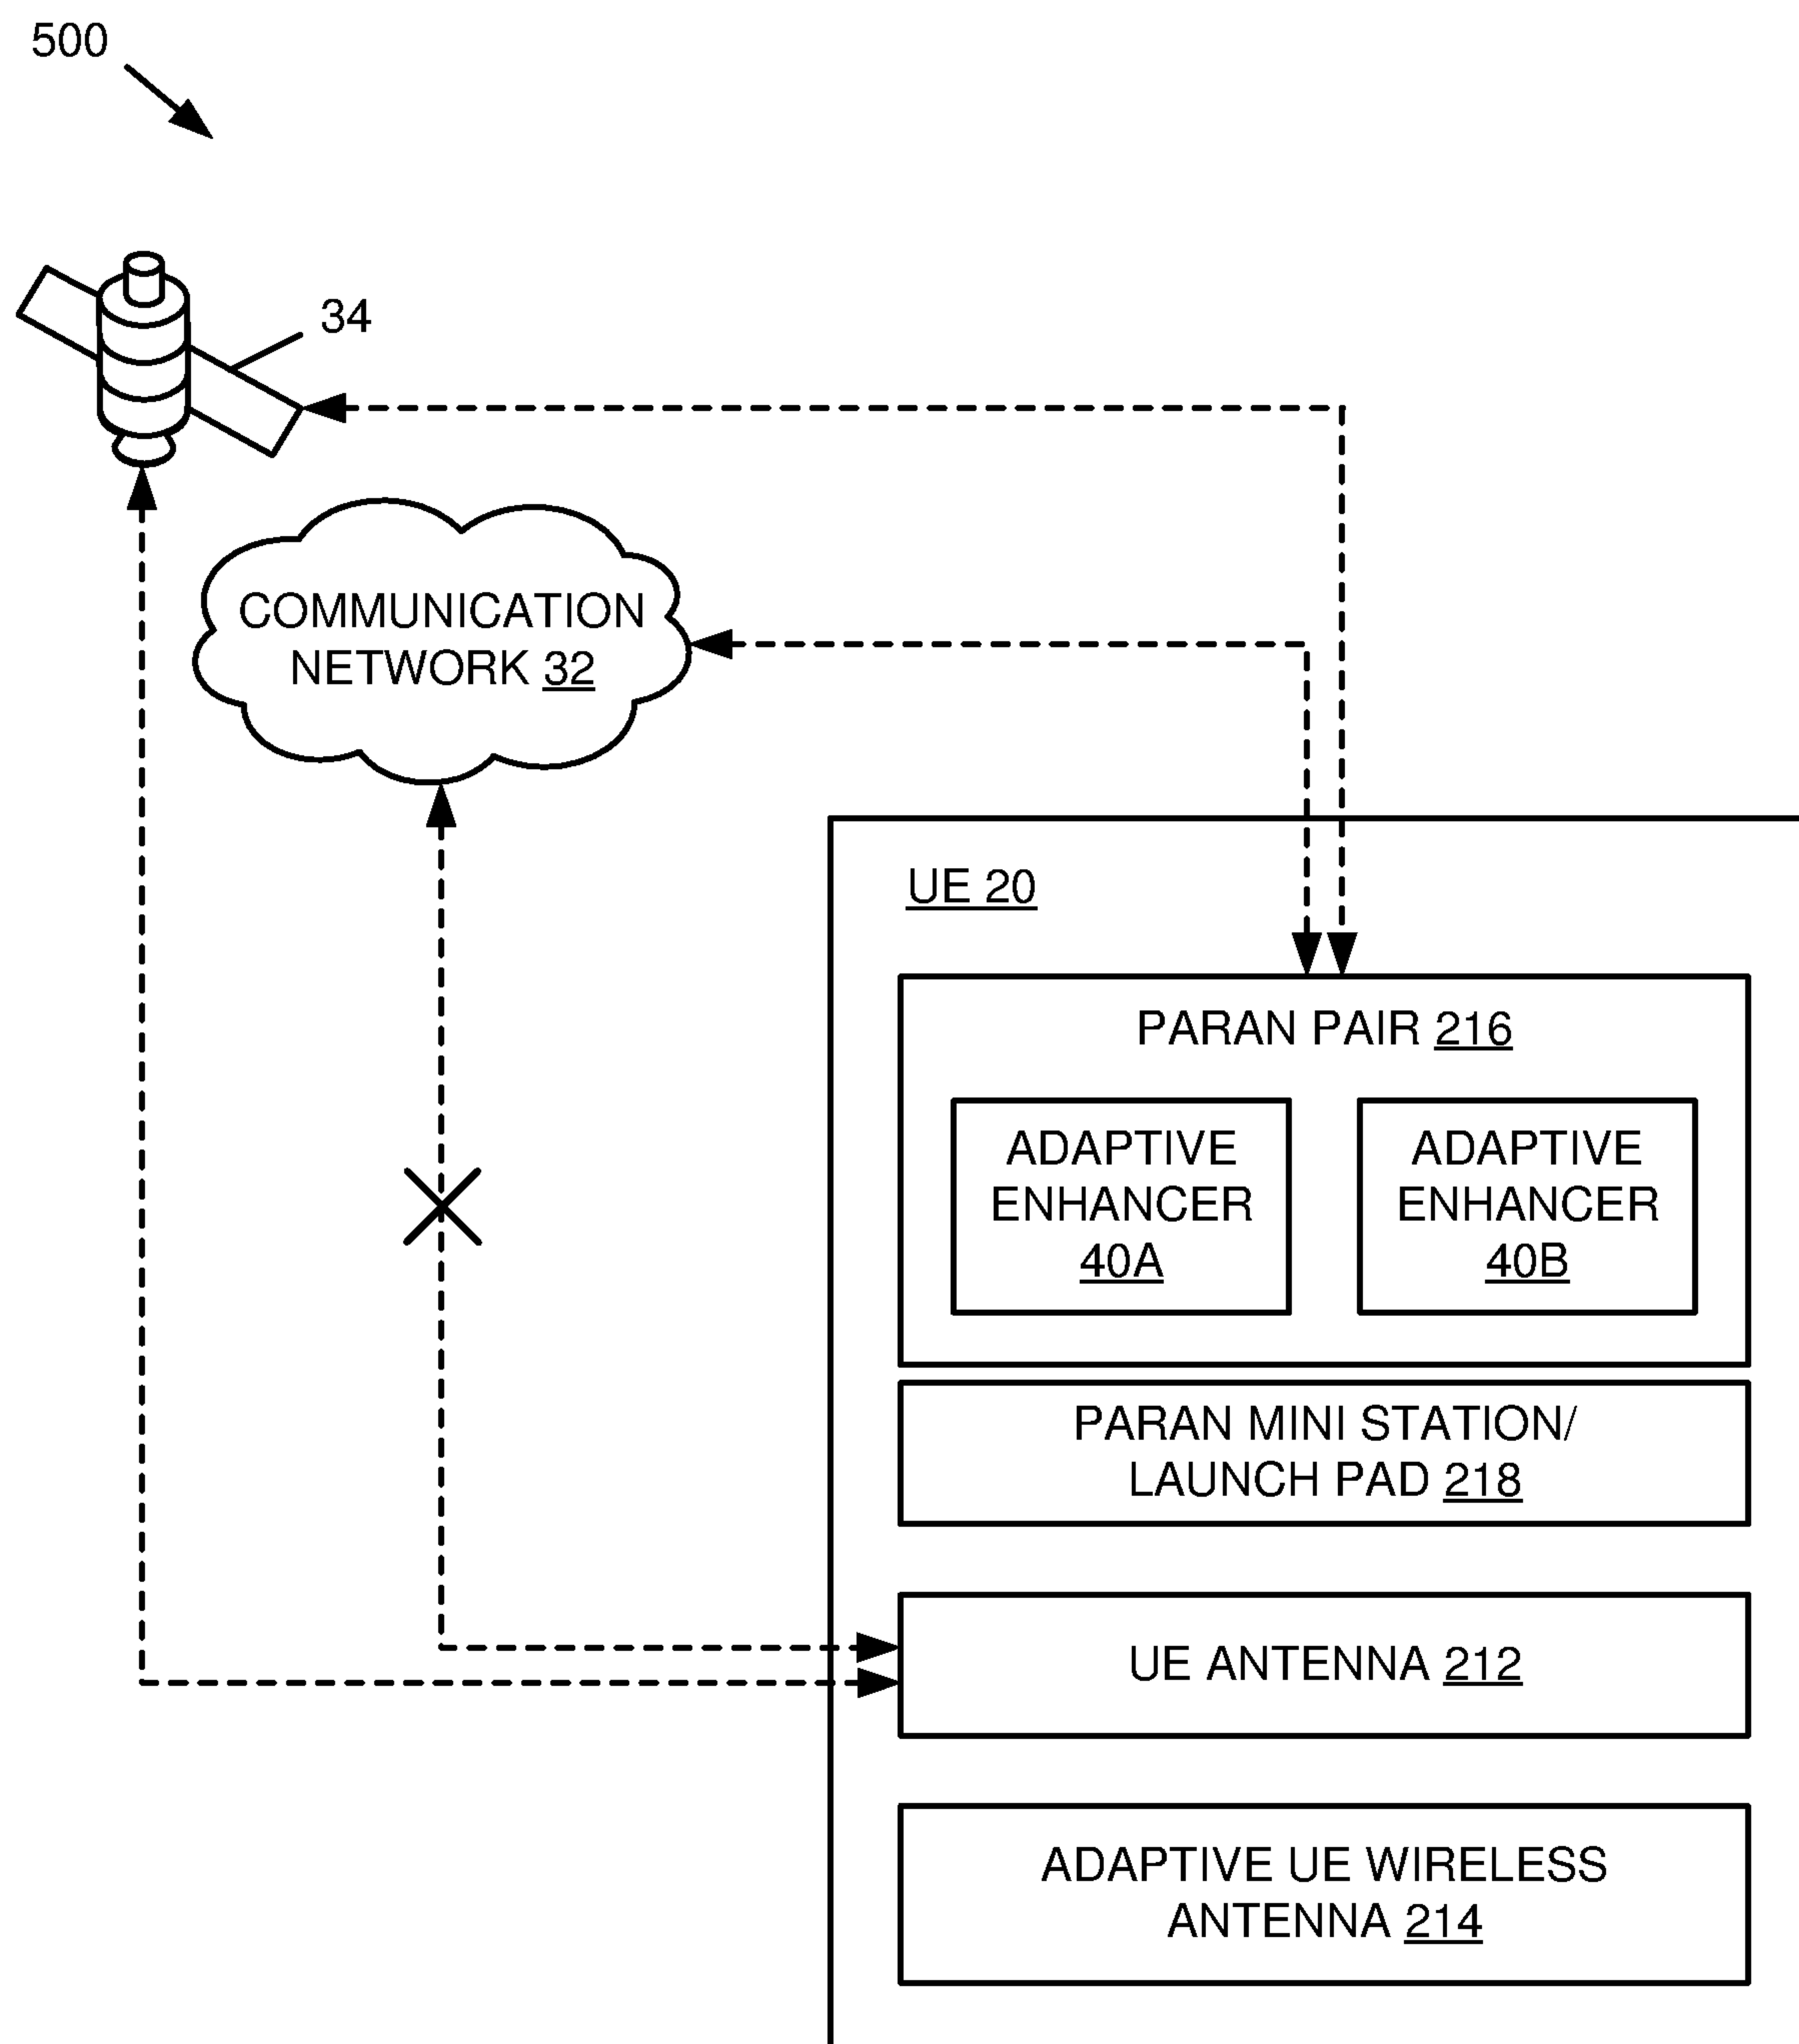 500
34
COMMUNICATION
NETWORK 32
UE 20
PARAN PAIR 216
ADAPTIVE
ENHANCER
40A
ADAPTIVE
ENHANCER
40B
PARAN MINI STATION/
LAUNCH PAD 218
UE ANTENNA 212
ADAPTIVE UE WIRELESS
ANTENNA 214